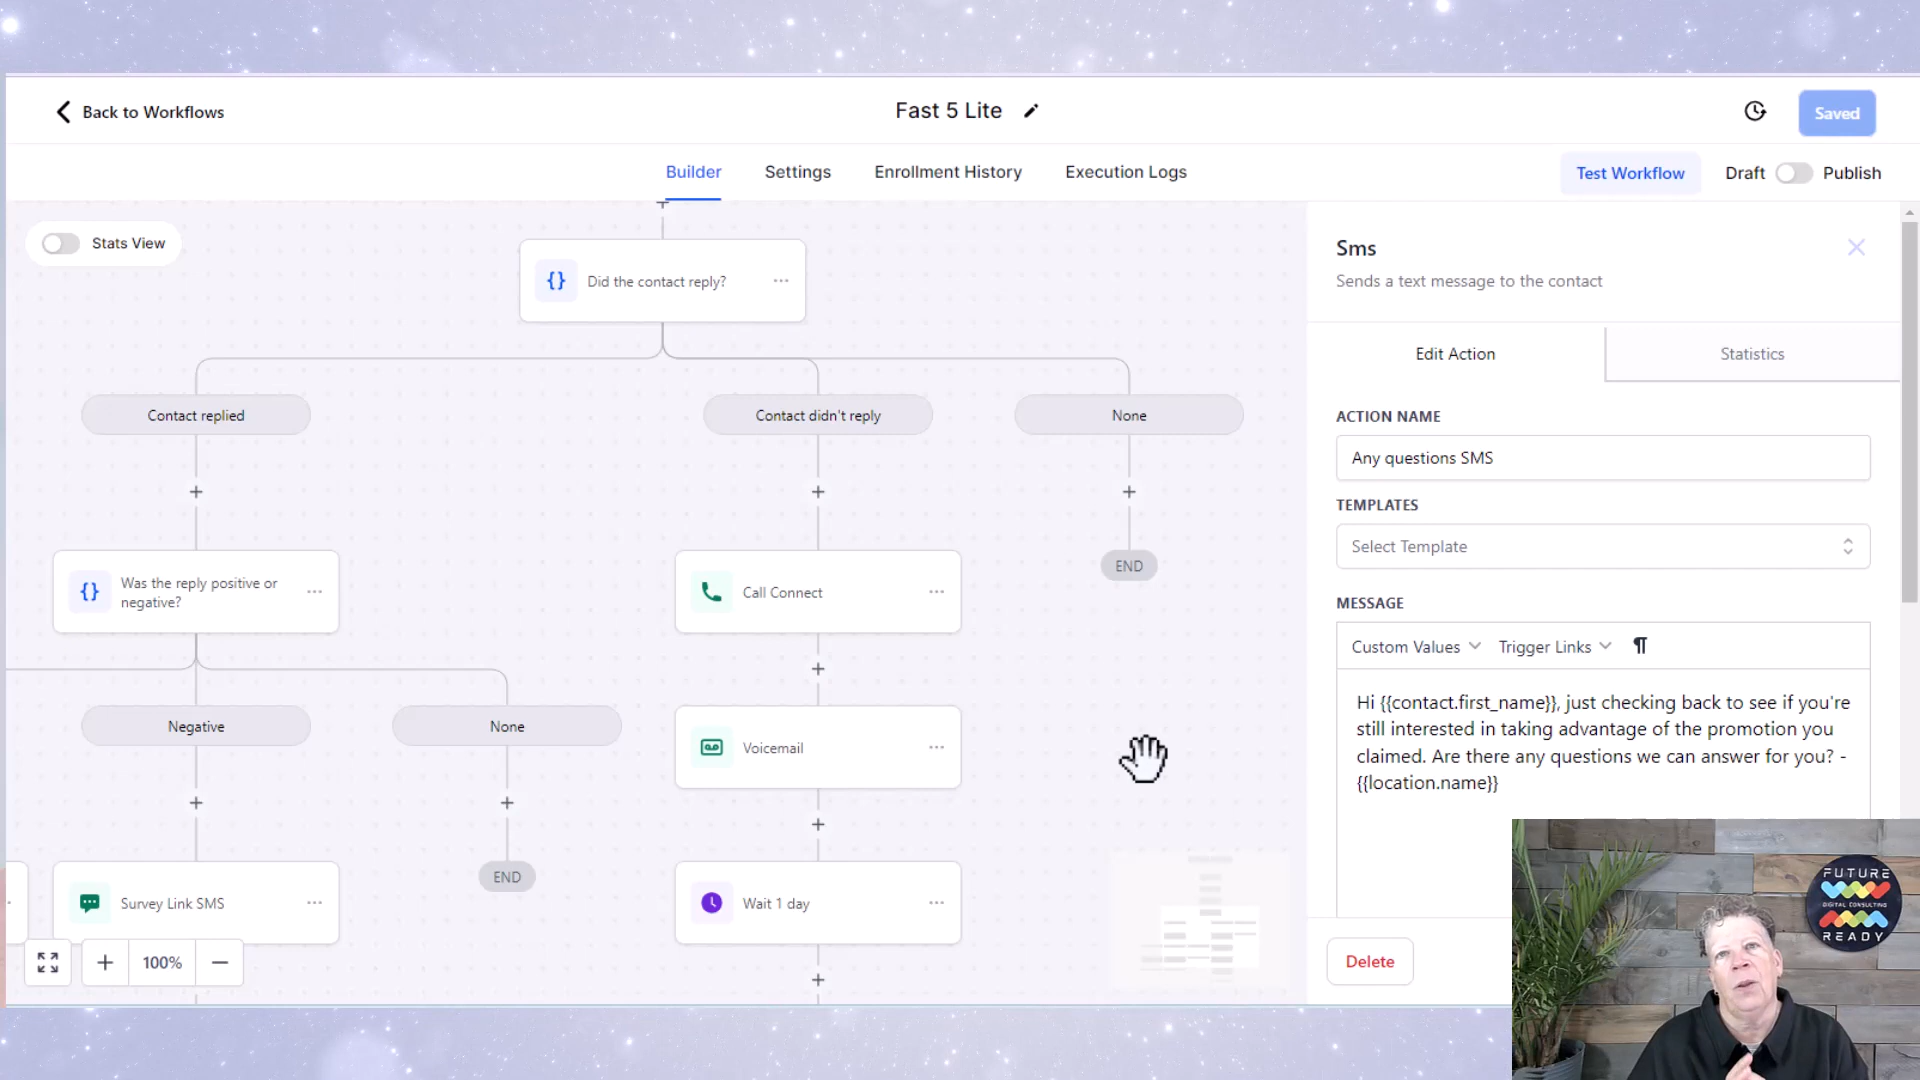 Back to Workflows
Fast 5 Lite
Saved
Builder
Settings
Enrollment History
Execution Logs
Test Workflow
Draft
Publish
Stats View
{} Did the contact reply? ...
Contact replied
Contact didn't reply
None
+
+
+
END
{} Was the reply positive or
negative?
...
Call Connect ...
+
Negative
None
Voicemail ...
+
+
+
END
Survey Link SMS ...
Wait 1 day ...
+
+ 100% −
Sms
Sends a text message to the contact
Edit Action
Statistics
ACTION NAME
Any questions SMS
TEMPLATES
Select Template
MESSAGE
Custom Values
Trigger Links
¶
Hi {{contact.first_name}}, just checking back to see if you're
still interested in taking advantage of the promotion you
claimed. Are there any questions we can answer for you? -
{{location.name}}
Delete
FUTURE
DIGITAL CONSULTING
READY